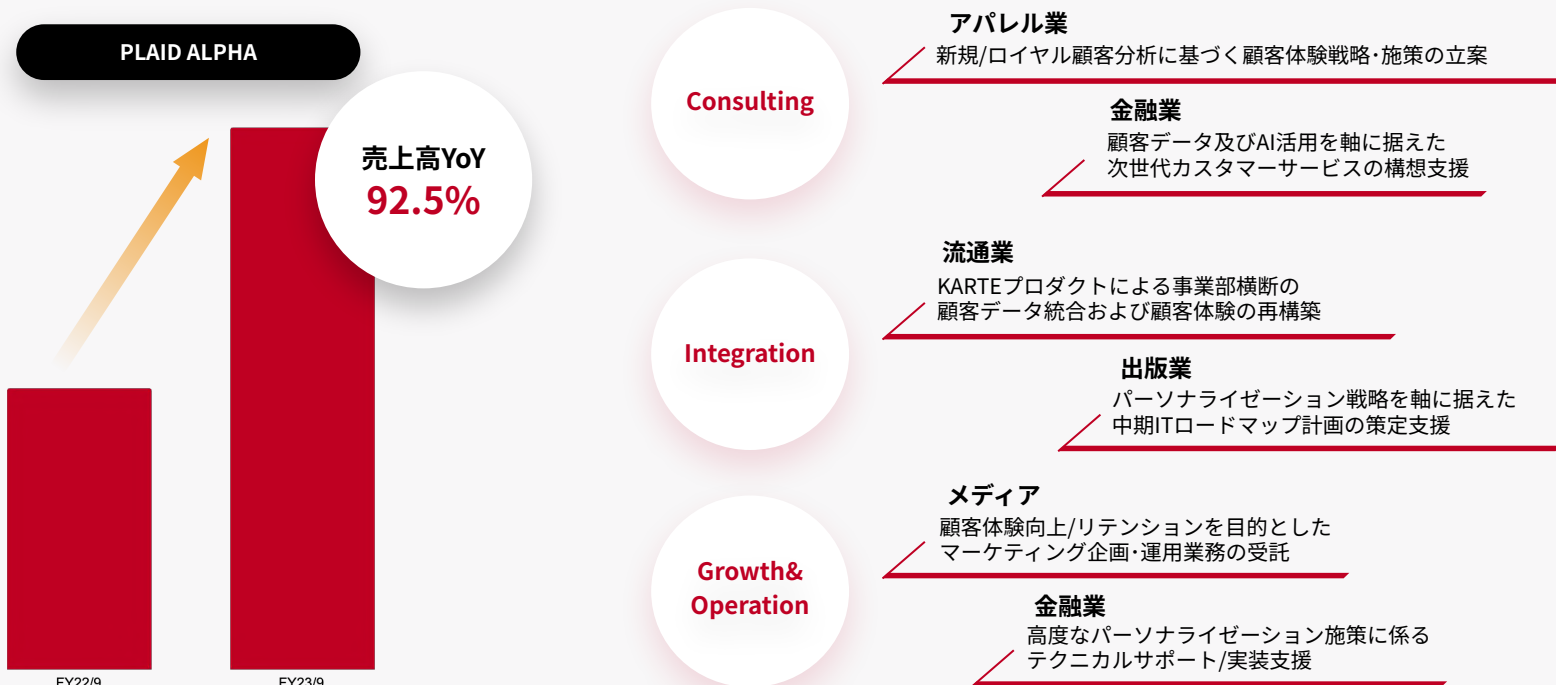 PLAID ALPHA
売上高YoY
92.5%
FY22/9
FY23/9
Consulting
アパレル業
新規/ロイヤル顧客分析に基づく顧客体験戦略･施策の立案
金融業
顧客データ及びAI活用を軸に据えた
次世代カスタマーサービスの構想支援
Integration
流通業
KARTEプロダクトによる事業部横断の
顧客データ統合および顧客体験の再構築
出版業
パーソナライゼーション戦略を軸に据えた
中期ITロードマップ計画の策定支援
Growth&
Operation
メディア
顧客体験向上/リテンションを目的とした
マーケティング企画･運用業務の受託
金融業
高度なパーソナライゼーション施策に係る
テクニカルサポート/実装支援